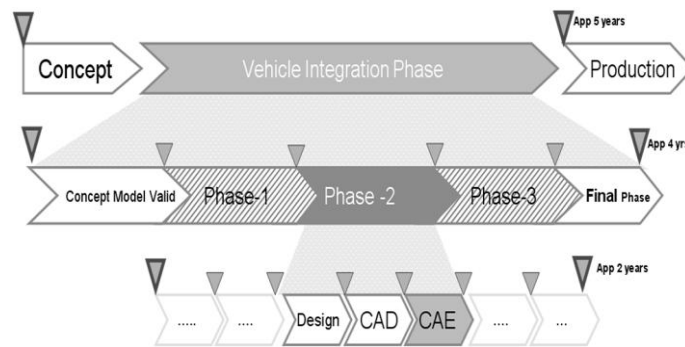 App 5 years
Concept
Vehicle Integration Phase
Production
App 4 yrs
Concept Model Valid
Phase-1
Phase -2
Phase-3
Final Phase
App 2 years
.....
....
Design
CAD
CAE
....
...